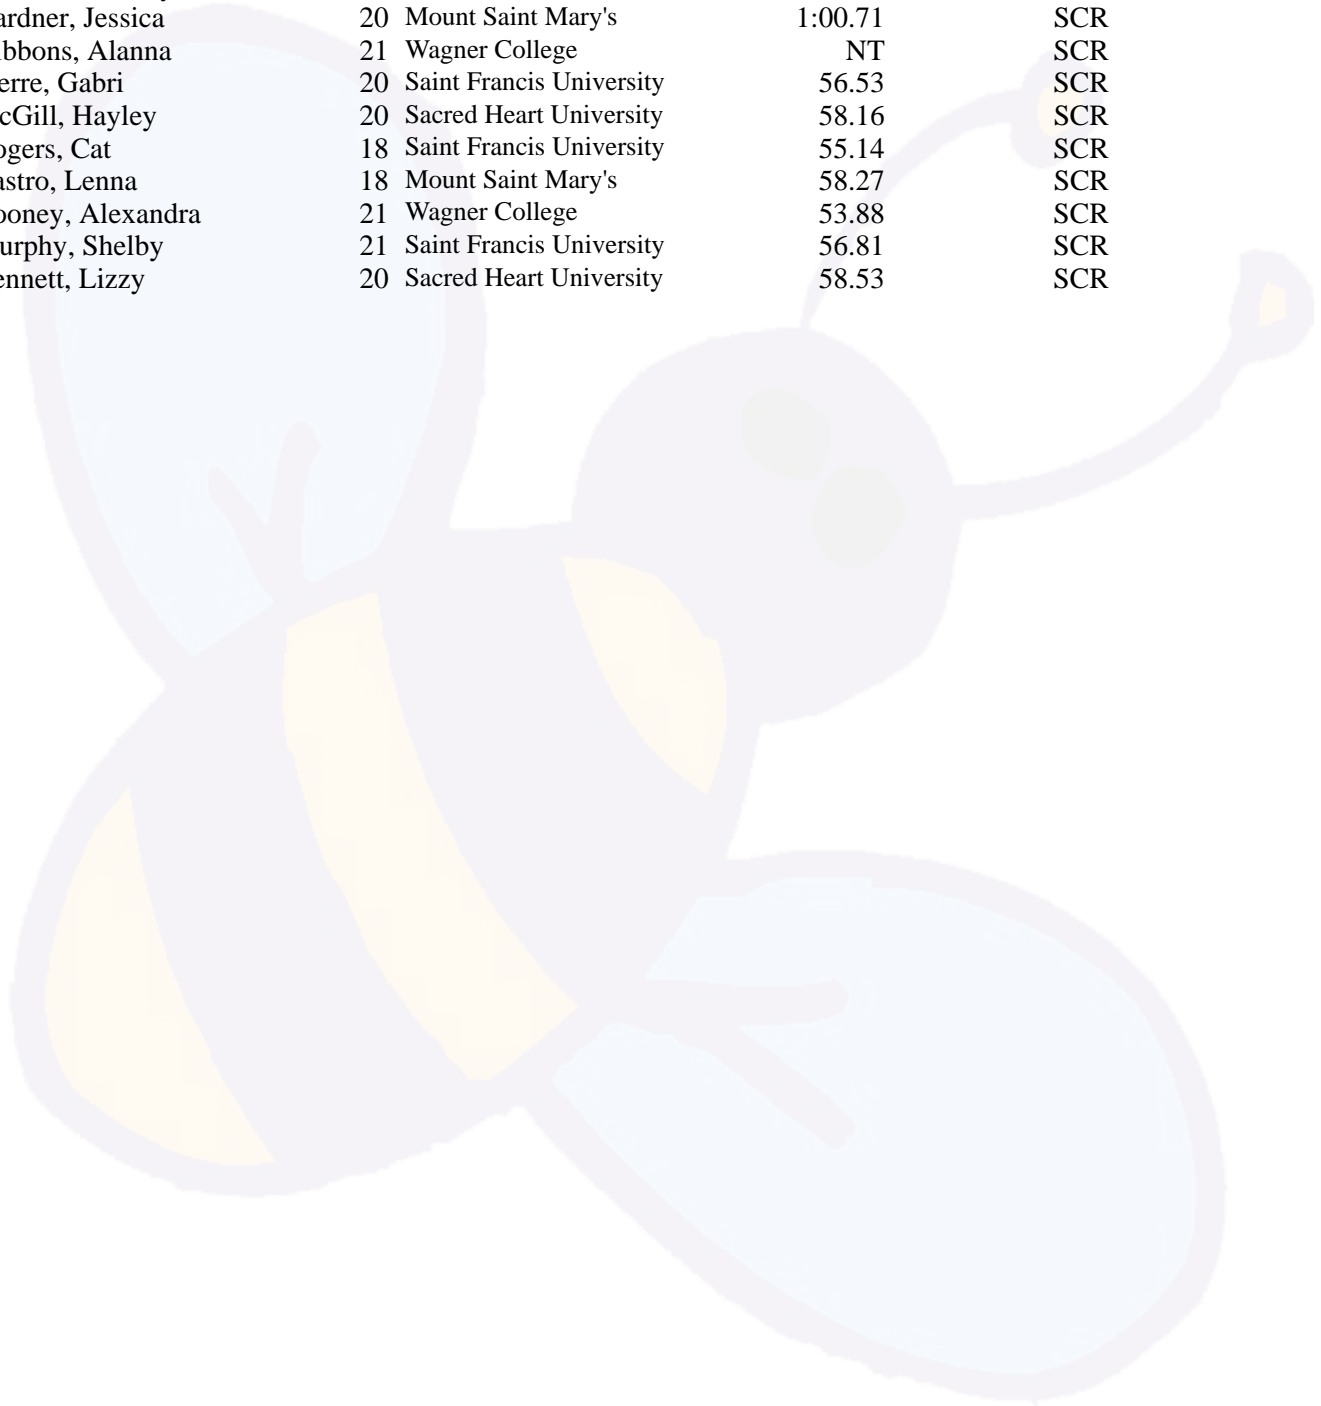 ardner, Jessica 20 Mount Saint Mary's 1:00.71 SCR
ibbons, Alanna 21 Wagner College NT SCR
erre, Gabri 20 Saint Francis University 56.53 SCR
cGill, Hayley 20 Sacred Heart University 58.16 SCR
ogers, Cat 18 Saint Francis University 55.14 SCR
astro, Lenna 18 Mount Saint Mary's 58.27 SCR
ooney, Alexandra 21 Wagner College 53.88 SCR
urphy, Shelby 21 Saint Francis University 56.81 SCR
ennett, Lizzy 20 Sacred Heart University 58.53 SCR